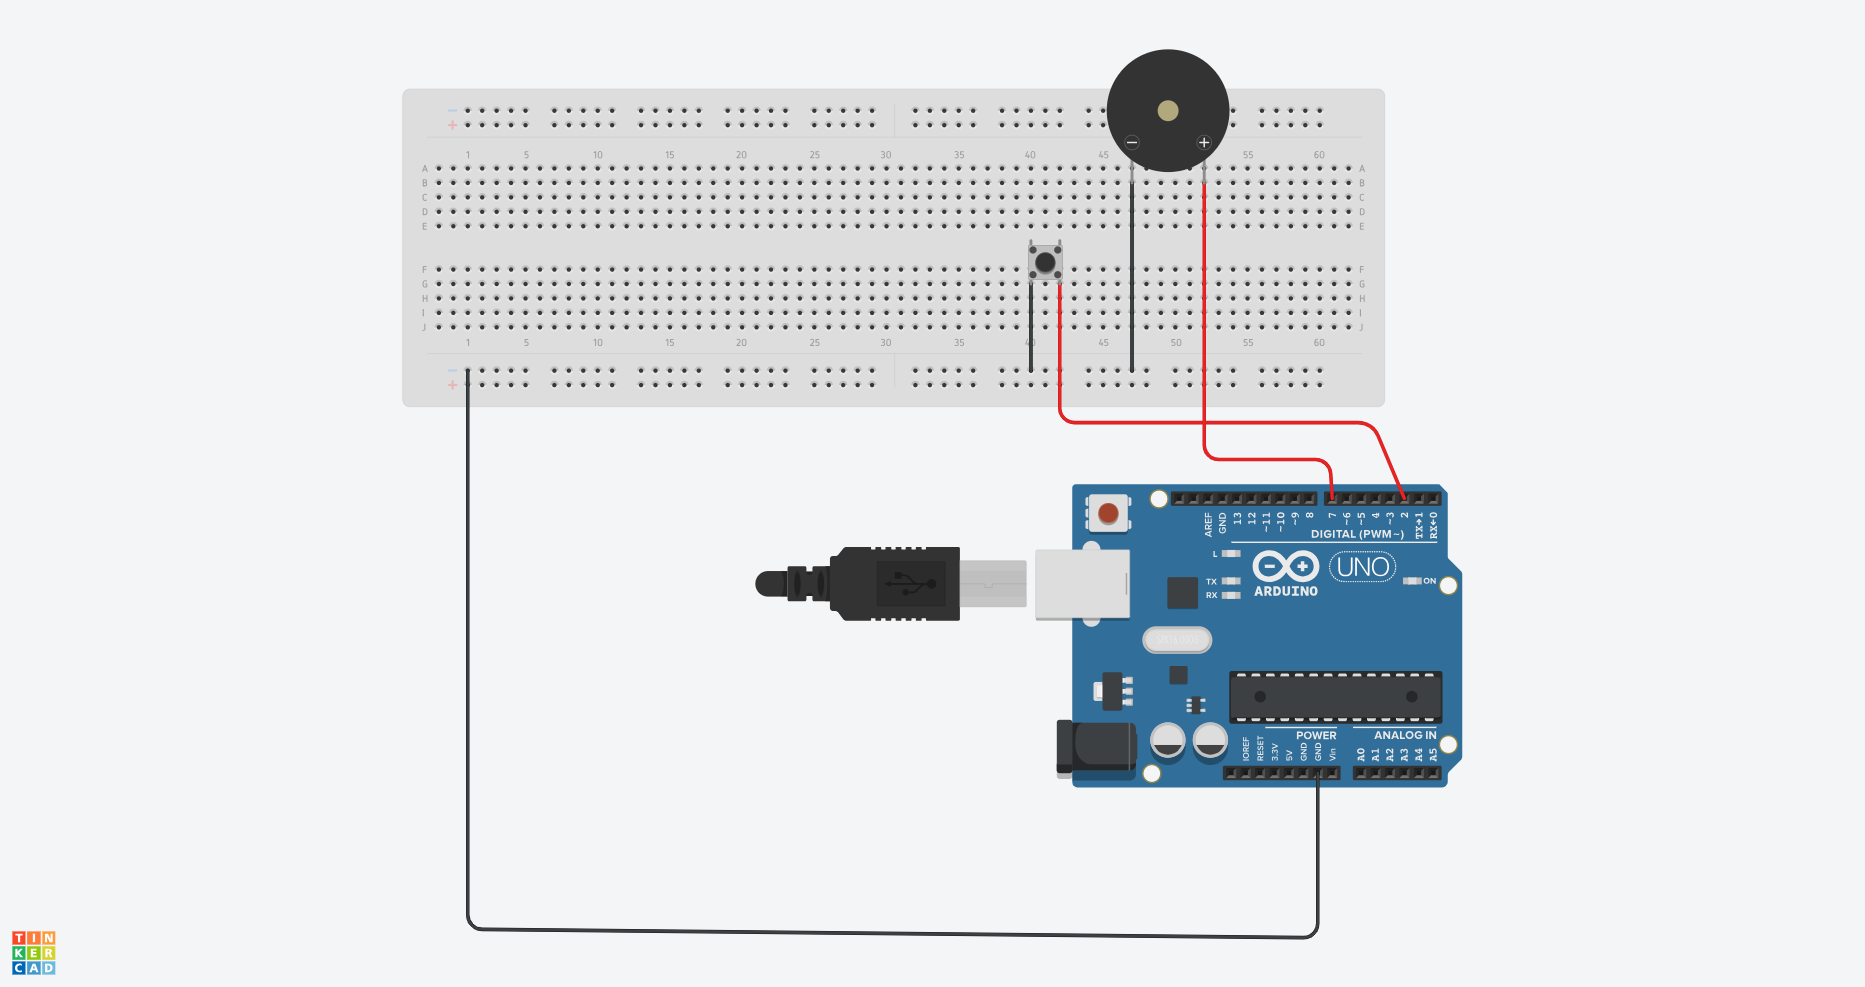 − −
+ +
1 5 10 15 20 25 30 35 40 45 55 60
A A
B B
C C
D D
E E
F F
G G
H H
I I
J J
1 5 10 15 20 25 30 35 40 45 50 55 60
−
+
AREF GND 13 12 ~11 ~10 ~9 8 7 ~6 ~5 4 ~3 2 TX→1 RX←0
DIGITAL (PWM~)
L
TX
RX
UNO
ON
ARDUINO
POWER ANALOG IN
IOREF RESET 3.3V 5V GND GND Vin A0 A1 A2 A3 A4 A5
TIN
KER
CAD